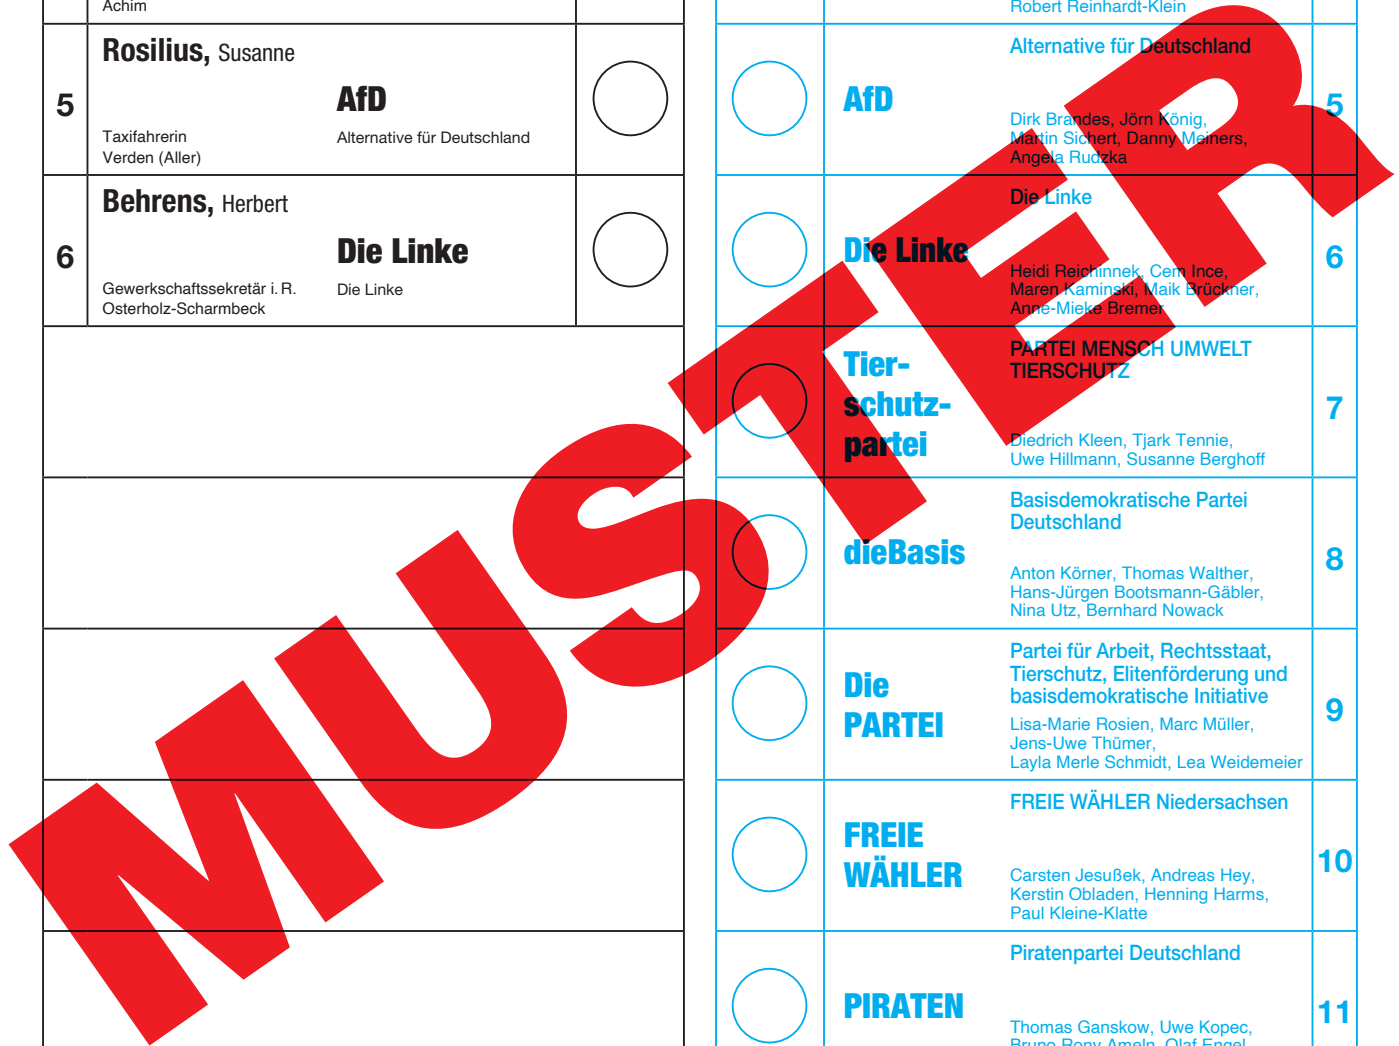 Achim
5
Rosilius, Susanne
AfD
Taxifahrerin
Verden (Aller)
Alternative für Deutschland
6
Behrens, Herbert
Die Linke
Gewerkschaftssekretär i. R.
Osterholz-Scharmbeck
Die Linke
Robert Reinhardt-Klein
Alternative für Deutschland
AfD
Dirk Brandes, Jörn König,
Martin Sichert, Danny Meiners,
Angela Rudzka
5
Die Linke
Die Linke
Heidi Reichinnek, Cem Ince,
Maren Kaminski, Maik Brückner,
Anne-Mieke Bremer
6
Tier-
schutz-
partei
PARTEI MENSCH UMWELT
TIERSCHUTZ
Diedrich Kleen, Tjark Tennie,
Uwe Hillmann, Susanne Berghoff
7
dieBasis
Basisdemokratische Partei
Deutschland
Anton Körner, Thomas Walther,
Hans-Jürgen Bootsmann-Gäbler,
Nina Utz, Bernhard Nowack
8
Die
PARTEI
Partei für Arbeit, Rechtsstaat,
Tierschutz, Elitenförderung und
basisdemokratische Initiative
Lisa-Marie Rosien, Marc Müller,
Jens-Uwe Thümer,
Layla Merle Schmidt, Lea Weidemeier
9
FREIE
WÄHLER
FREIE WÄHLER Niedersachsen
Carsten Jesußek, Andreas Hey,
Kerstin Obladen, Henning Harms,
Paul Kleine-Klatte
10
PIRATEN
Piratenpartei Deutschland
Thomas Ganskow, Uwe Kopec,
Bruno Rony Ameln, Olaf Engel
11
MUSTER